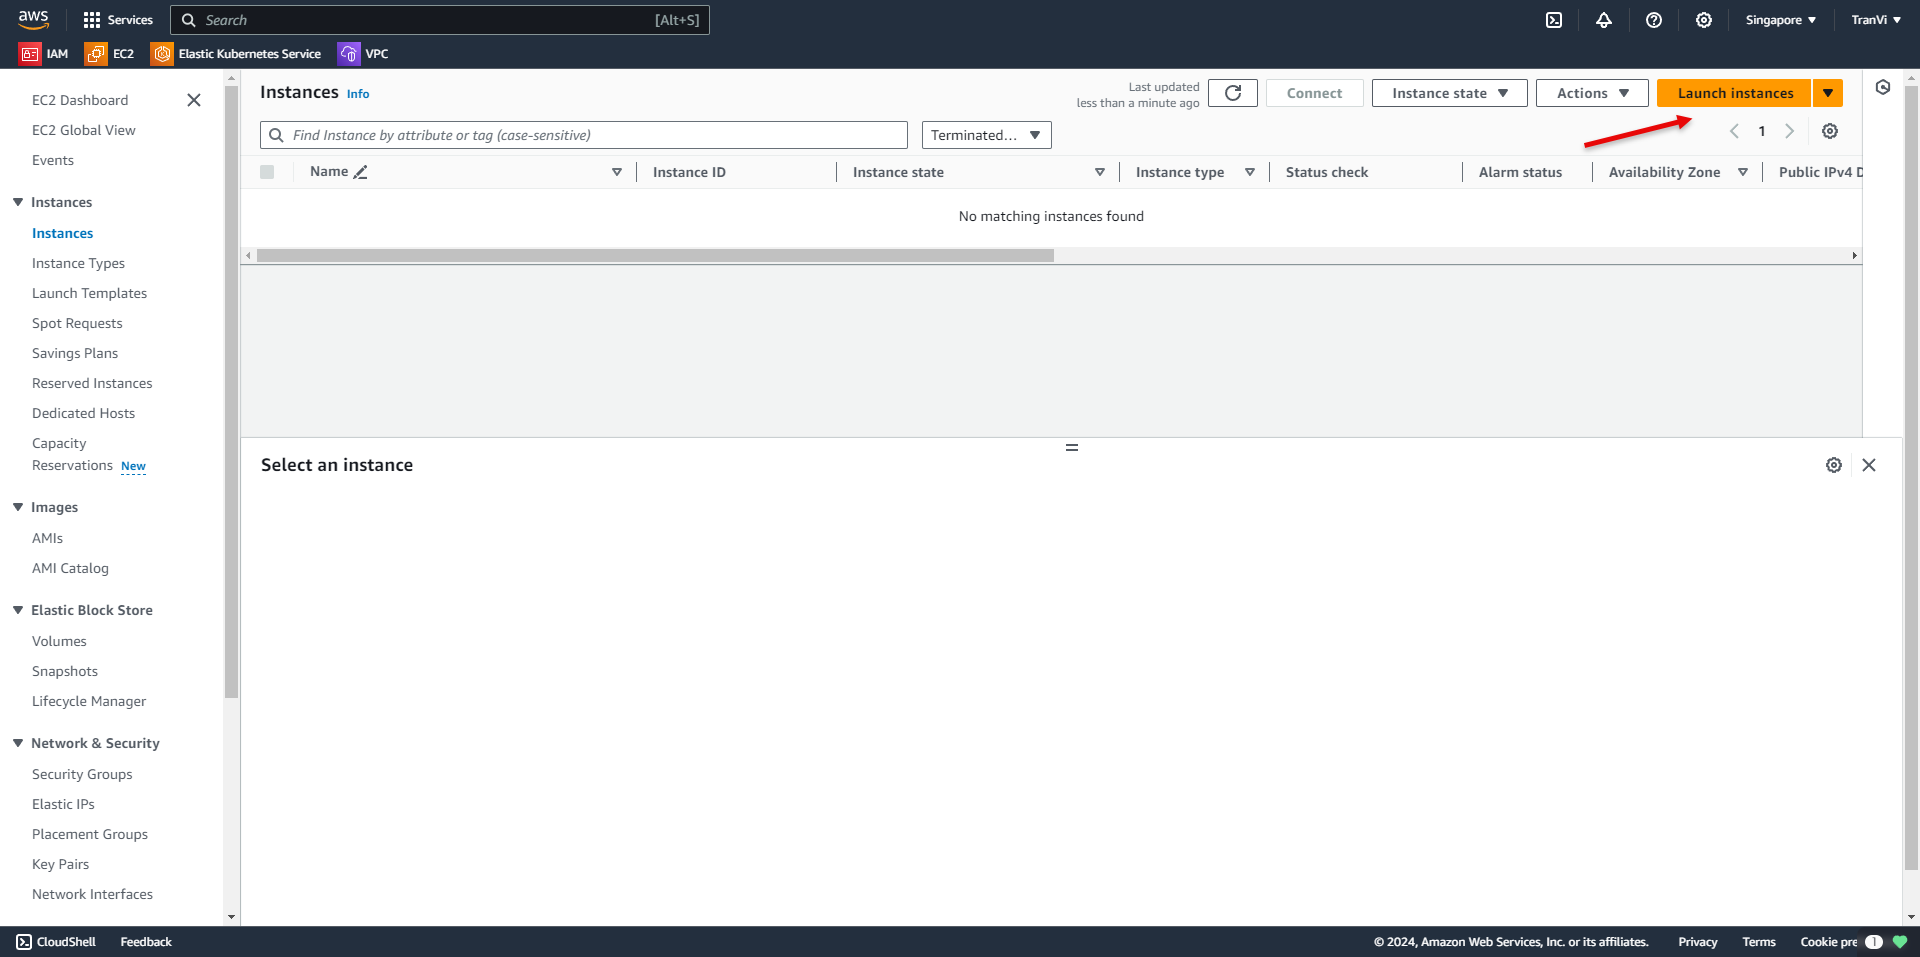 aws
Services
Search
[Alt+S]
Singapore
TranVi
IAM
EC2
Elastic Kubernetes Service
VPC
EC2 Dashboard
EC2 Global View
Events
Instances
Instances
Instance Types
Launch Templates
Spot Requests
Savings Plans
Reserved Instances
Dedicated Hosts
Capacity
Reservations New
Images
AMIs
AMI Catalog
Elastic Block Store
Volumes
Snapshots
Lifecycle Manager
Network & Security
Security Groups
Elastic IPs
Placement Groups
Key Pairs
Network Interfaces
Instances Info
Last updated
less than a minute ago
Connect
Instance state
Actions
Launch instances
Find Instance by attribute or tag (case-sensitive)
Terminated...
1
Name
Instance ID
Instance state
Instance type
Status check
Alarm status
Availability Zone
Public IPv4 D
No matching instances found
Select an instance
CloudShell
Feedback
© 2024, Amazon Web Services, Inc. or its affiliates.
Privacy
Terms
Cookie pre
1